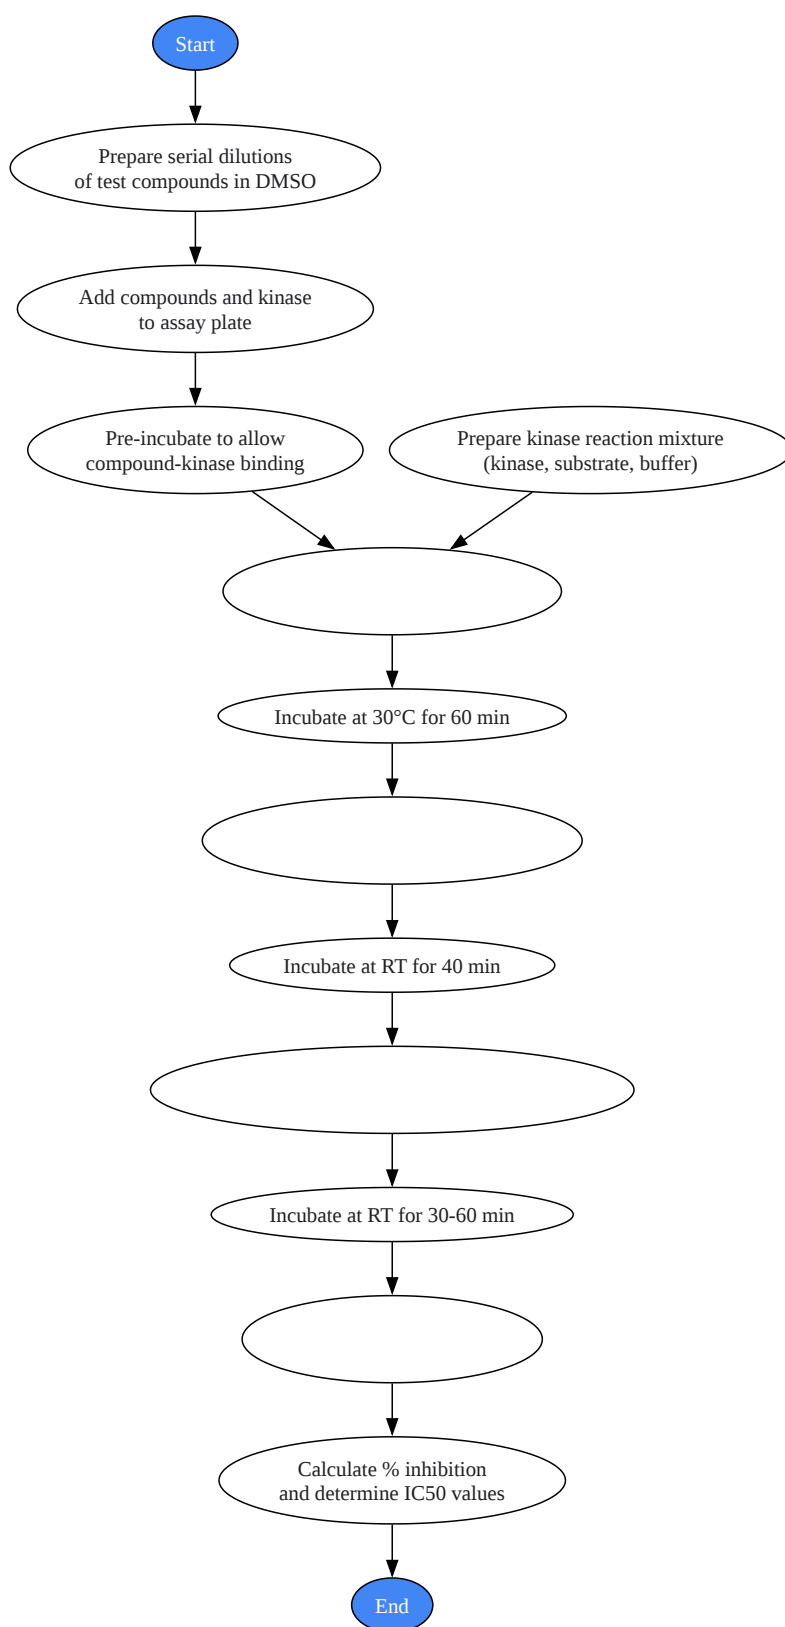 Start
Prepare serial dilutions
of test compounds in DMSO
Add compounds and kinase
to assay plate
Pre-incubate to allow
compound-kinase binding
Prepare kinase reaction mixture
(kinase, substrate, buffer)
Incubate at 30°C for 60 min
Incubate at RT for 40 min
Incubate at RT for 30-60 min
Calculate % inhibition
and determine IC50 values
End